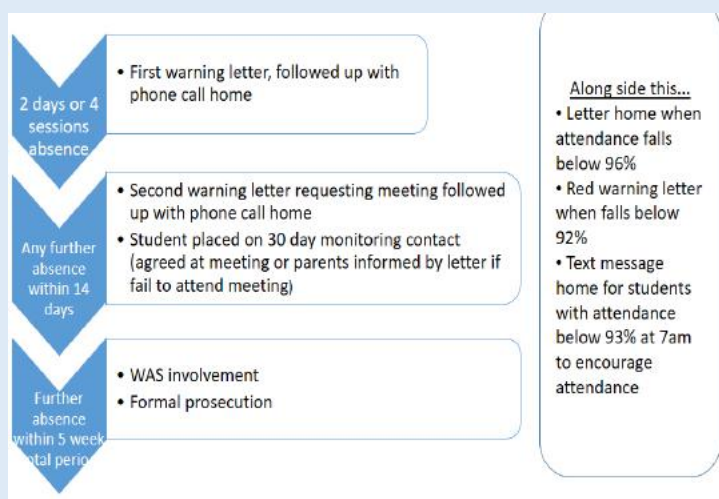 2 days or 4
sessions
absence
• First warning letter, followed up with
phone call home
Any further
absence
within 14
days
• Second warning letter requesting meeting followed
up with phone call home
• Student placed on 30 day monitoring contact
(agreed at meeting or parents informed by letter if
fail to attend meeting)
Further
absence
within 5 week
• WAS involvement
• Formal prosecution
Along side this...
• Letter home when
attendance falls
below 96%
• Red warning letter
when falls below
92%
• Text message
home for students
with attendance
below 93% at 7am
to encourage
attendance